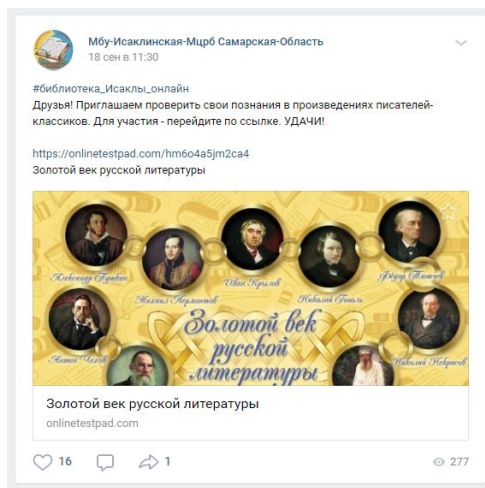 Мбу-Исаклинская-Мцрб Самарская-Область
18 сен в 11:30
#библиотека_Исаклы_онлайн
Друзья! Приглашаем проверить свои познания в произведениях писателей-
классиков. Для участия - перейдите по ссылке. УДАЧИ!
https://onlinetestpad.com/hm6o4a5jm2ca4
Золотой век русской литературы
Александр Пушкин
Михаил Лермонтов
Иван Крылов
Николай Гоголь
Фёдор Тютчев
Антон Чехов
Золотой век
русской
литературы
Николай Некрасов
Золотой век русской литературы
onlinetestpad.com
16
1
277